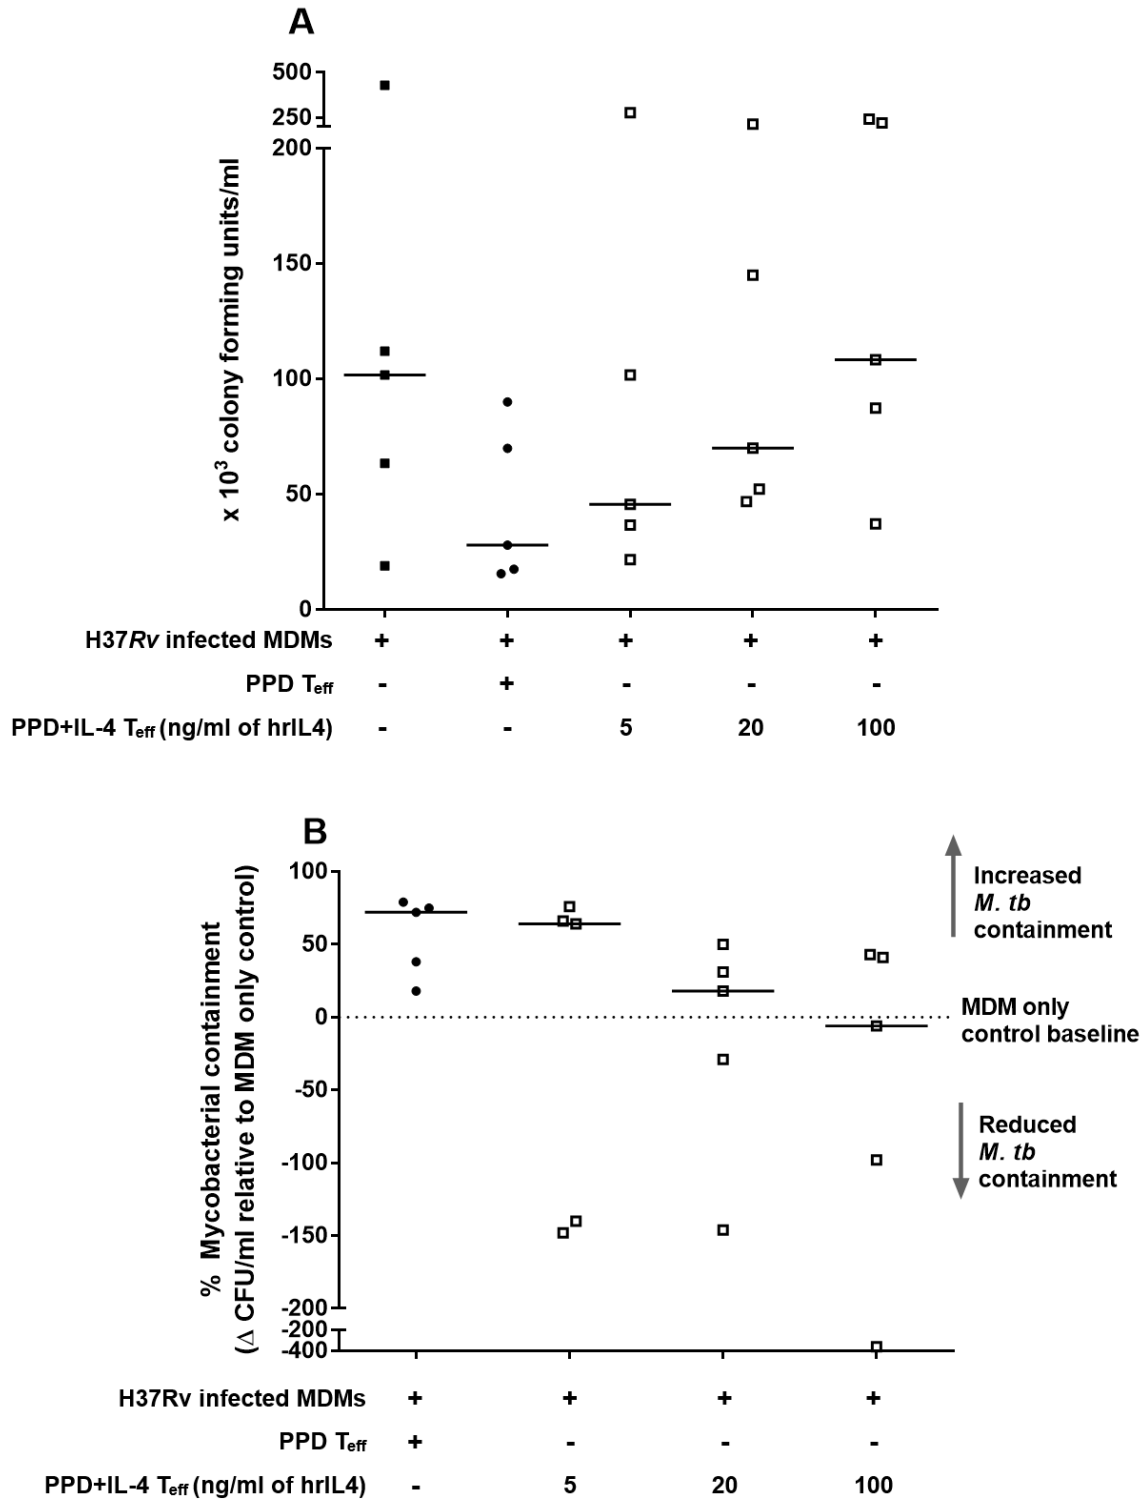 A
500
250
200
150
100
50
0
x 10³ colony forming units/ml
H37Rv infected MDMs + + + + +
PPD Teff - + - - -
PPD+IL-4 Teff (ng/ml of hrIL4) - - 5 20 100
B
100
50
0
-50
-100
-150
-200
-200
-400
% Mycobacterial containment
(Δ CFU/ml relative to MDM only control)
Increased
M. tb
containment
MDM only
control baseline
Reduced
M. tb
containment
H37Rv infected MDMs + + + +
PPD Teff + - - -
PPD+IL-4 Teff (ng/ml of hrIL4) - 5 20 100